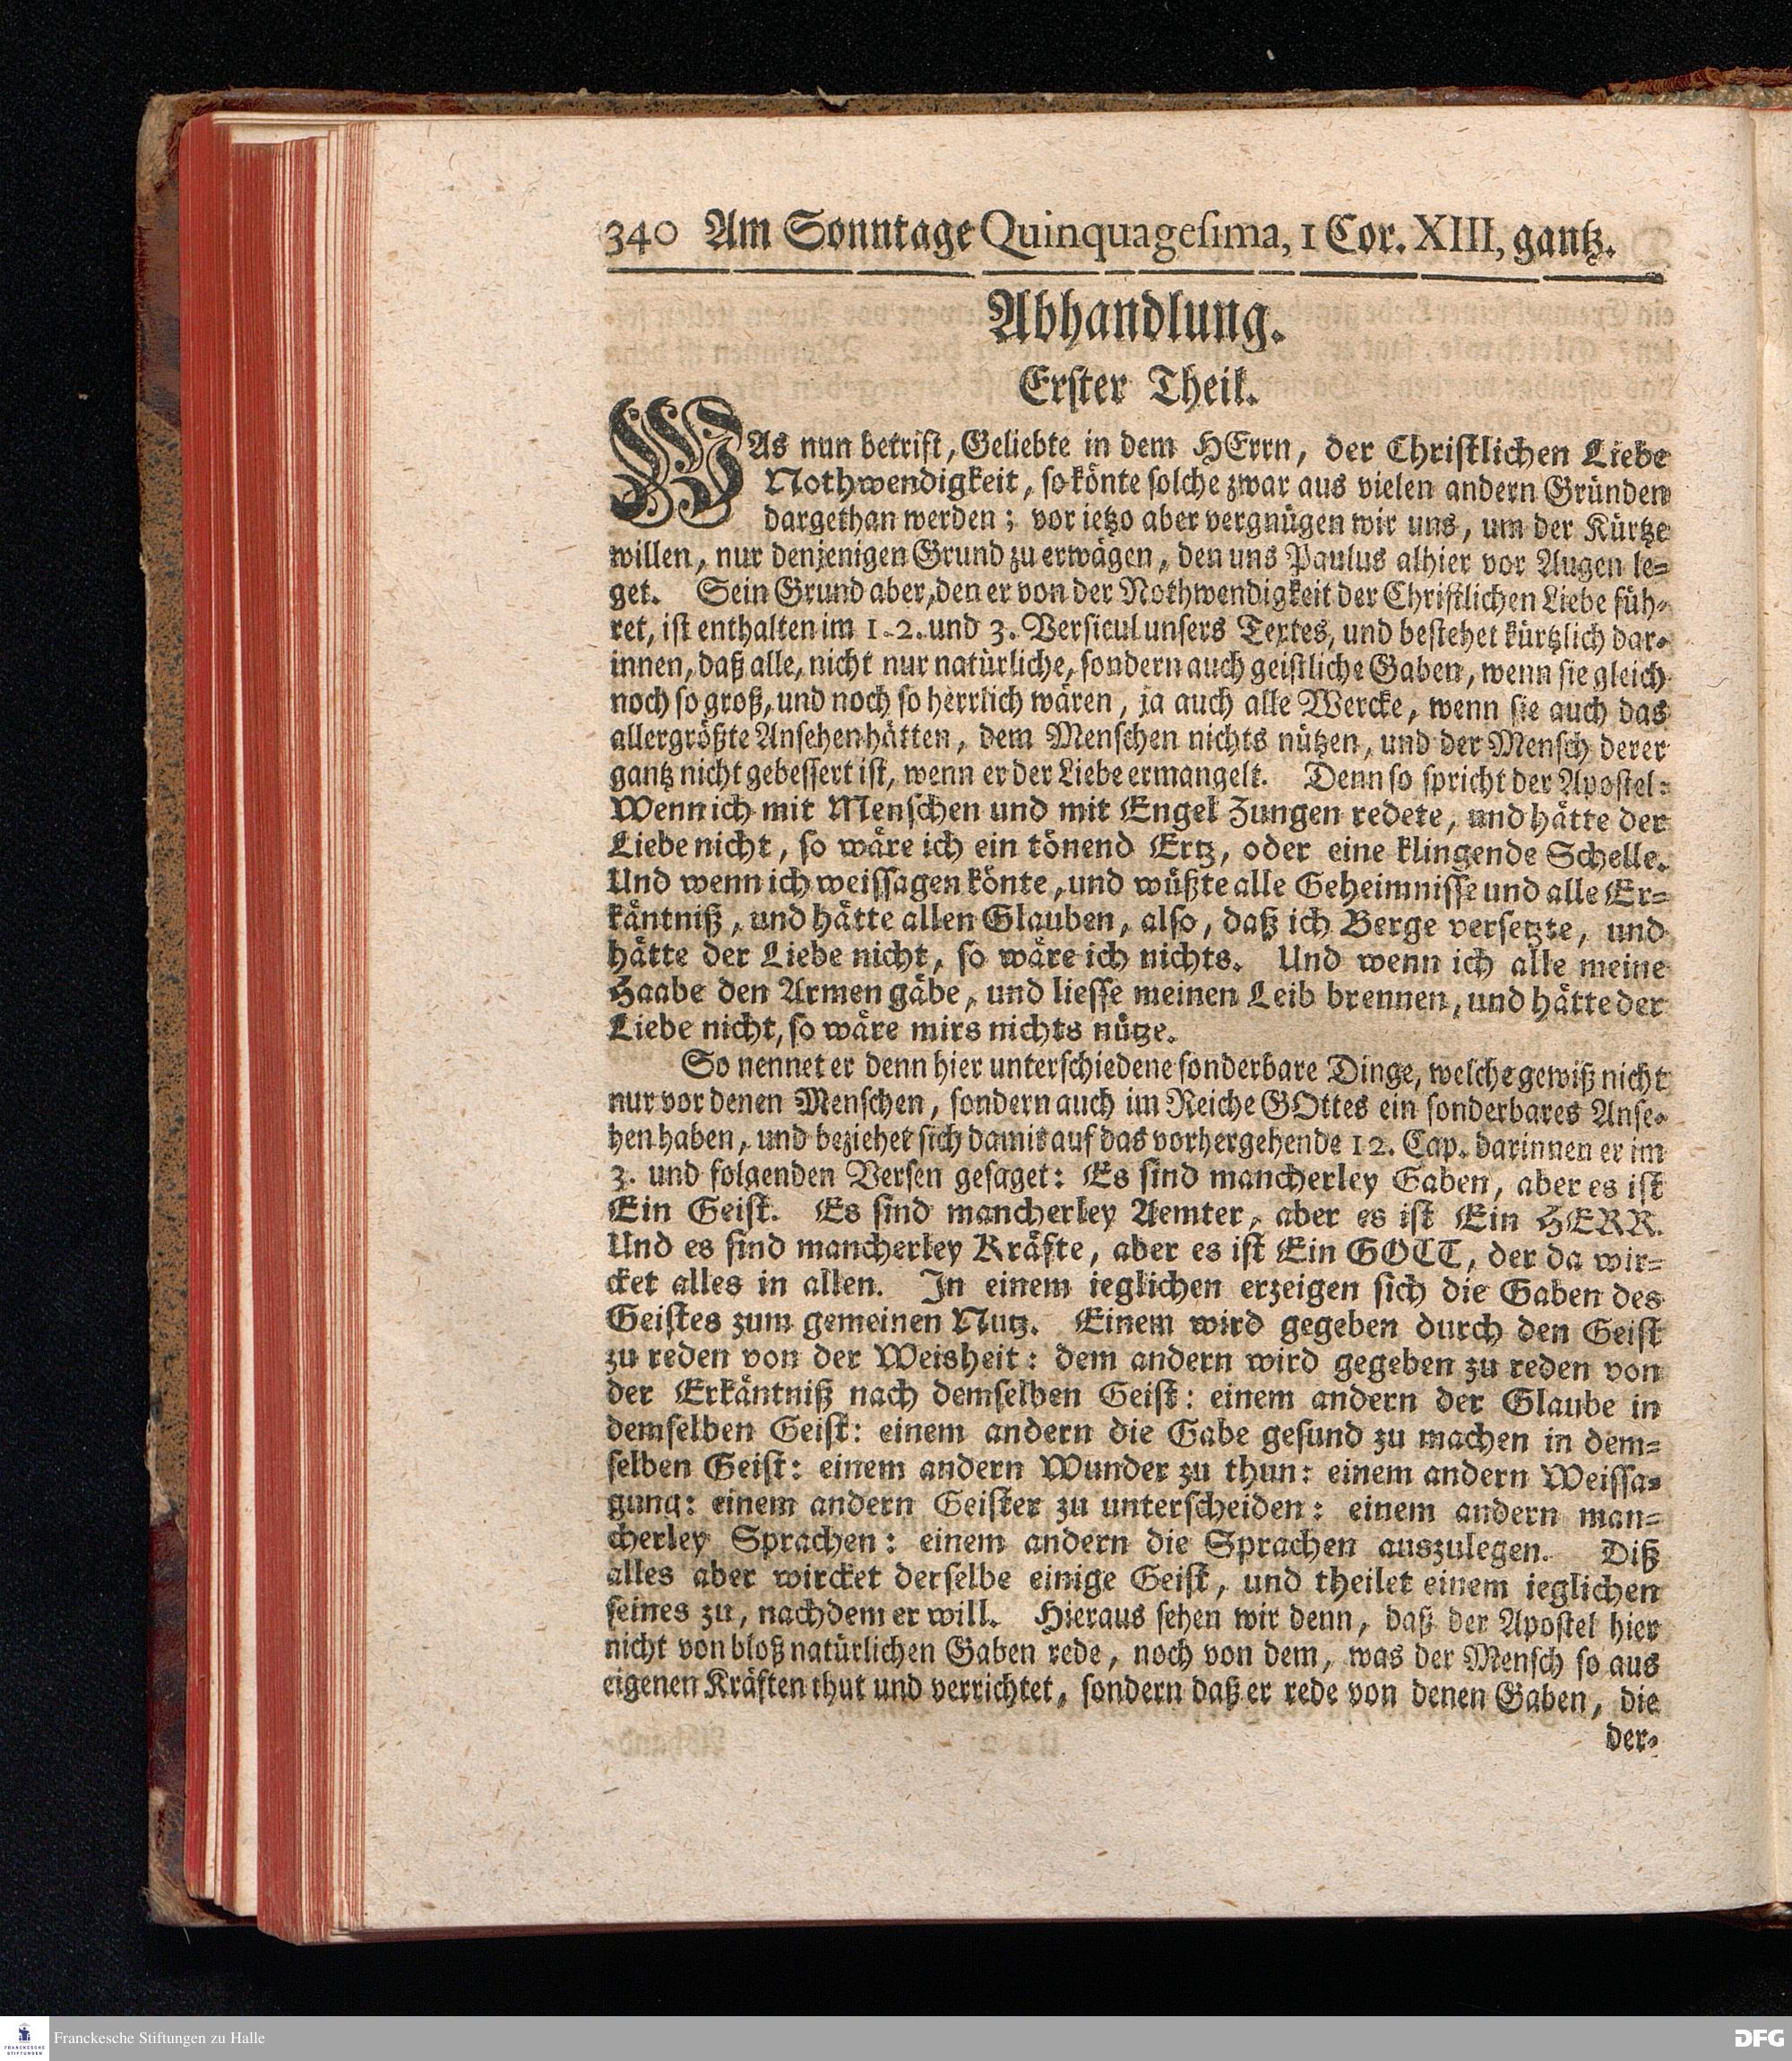 340 Am Sonntage Quinquagesima, 1 Cor. XIII, gantz.
Abhandlung.
Erster Theil.
WAs nun betrift, Geliebte in dem HErrn, der Christlichen Liebe
Nothwendigkeit, so könte solche zwar aus vielen andern Gründen
dargethan werden; vor ietzo aber vergnügen wir uns, um der Kürtze
willen, nur denjenigen Grund zu erwägen, den uns Paulus alhier vor Augen le-
get. Sein Grund aber, den er von der Nothwendigkeit der Christlichen Liebe füh-
ret, ist enthalten im 1. 2. und 3. Versicul unsers Textes, und bestehet kürtzlich dar-
innen, daß alle, nicht nur natürliche, sondern auch geistliche Gaben, wenn sie gleich
noch so groß, und noch so herrlich wären, ja auch alle Wercke, wenn sie auch das
allergrößte Ansehen hätten, dem Menschen nichts nützen, und der Mensch derer
gantz nicht gebessert ist, wenn er der Liebe ermangelt. Denn so spricht der Apostel:
Wenn ich mit Menschen und mit Engel Zungen redete, und hätte der
Liebe nicht, so wäre ich ein tönend Ertz, oder eine klingende Schelle.
Und wenn ich weissagen könte, und wüßte alle Geheimnisse und alle Er-
käntniß, und hätte allen Glauben, also, daß ich Berge versetzte, und
hätte der Liebe nicht, so wäre ich nichts. Und wenn ich alle meine
Haabe den Armen gäbe, und liesse meinen Leib brennen, und hätte der
Liebe nicht, so wäre mirs nichts nütze.
So nennet er denn hier unterschiedene sonderbare Dinge, welche gewiß nicht
nur vor denen Menschen, sondern auch im Reiche GOttes ein sonderbares Anse-
hen haben, und beziehet sich damit auf das vorhergehende 12. Cap. darinnen er im
3. und folgenden Versen gesaget: Es sind mancherley Gaben, aber es ist
Ein Geist. Es sind mancherley Aemter, aber es ist Ein HERR.
Und es sind mancherley Kräfte, aber es ist Ein GOTT, der da wir-
cket alles in allen. In einem ieglichen erzeigen sich die Gaben des
Geistes zum gemeinen Nutz. Einem wird gegeben durch den Geist
zu reden von der Weisheit: dem andern wird gegeben zu reden von
der Erkäntniß nach demselben Geist: einem andern der Glaube in
demselben Geist: einem andern die Gabe gesund zu machen in dem-
selben Geist: einem andern Wunder zu thun: einem andern Weissa-
gung: einem andern Geister zu unterscheiden: einem andern man-
cherley Sprachen: einem andern die Sprachen auszulegen. Diß
alles aber wircket derselbe einige Geist, und theilet einem ieglichen
seines zu, nachdem er will. Hieraus sehen wir denn, daß der Apostel hier
nicht von bloß natürlichen Gaben rede, noch von dem, was der Mensch so aus
eigenen Kräften thut und verrichtet, sondern daß er rede von denen Gaben, die
der-
FRANCKESCHE STIFTUNGEN
Franckesche Stiftungen zu Halle
DFG